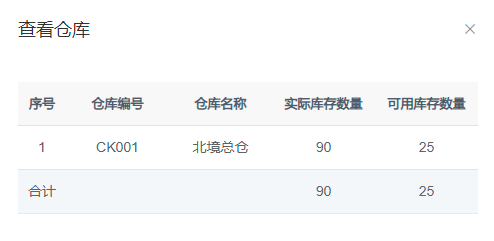 查看仓库
序号 仓库编号 仓库名称 实际库存数量 可用库存数量
1 CK001 北境总仓 90 25
合计 90 25